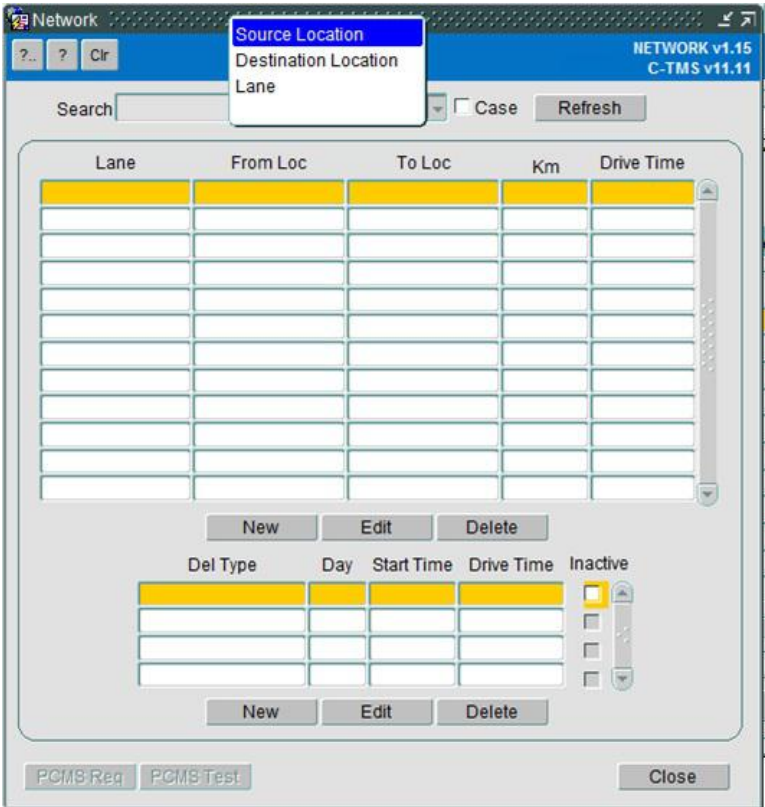 Network
Source Location
Destination Location
Lane
?.. ? Clr
NETWORK v1.15
C-TMS v11.11
Search Case Refresh
Lane From Loc To Loc Km Drive Time
New Edit Delete
Del Type Day Start Time Drive Time Inactive
New Edit Delete
PCMS Req PCMS Test Close